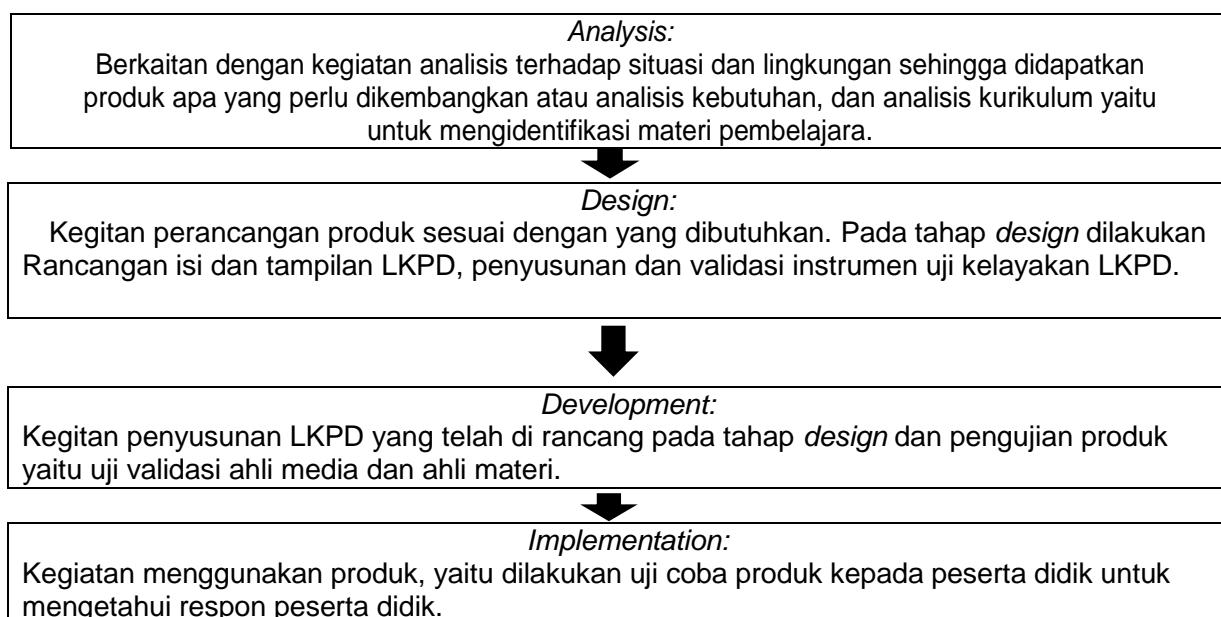 Analysis:
Berkaitan dengan kegiatan analisis terhadap situasi dan lingkungan sehingga didapatkan
produk apa yang perlu dikembangkan atau analisis kebutuhan, dan analisis kurikulum yaitu
untuk mengidentifikasi materi pembelajara.
Design:
Kegitan perancangan produk sesuai dengan yang dibutuhkan. Pada tahap design dilakukan
Rancangan isi dan tampilan LKPD, penyusunan dan validasi instrumen uji kelayakan LKPD.
Development:
Kegitan penyusunan LKPD yang telah di rancang pada tahap design dan pengujian produk
yaitu uji validasi ahli media dan ahli materi.
Implementation:
Kegiatan menggunakan produk, yaitu dilakukan uji coba produk kepada peserta didik untuk
mengetahui respon peserta didik.